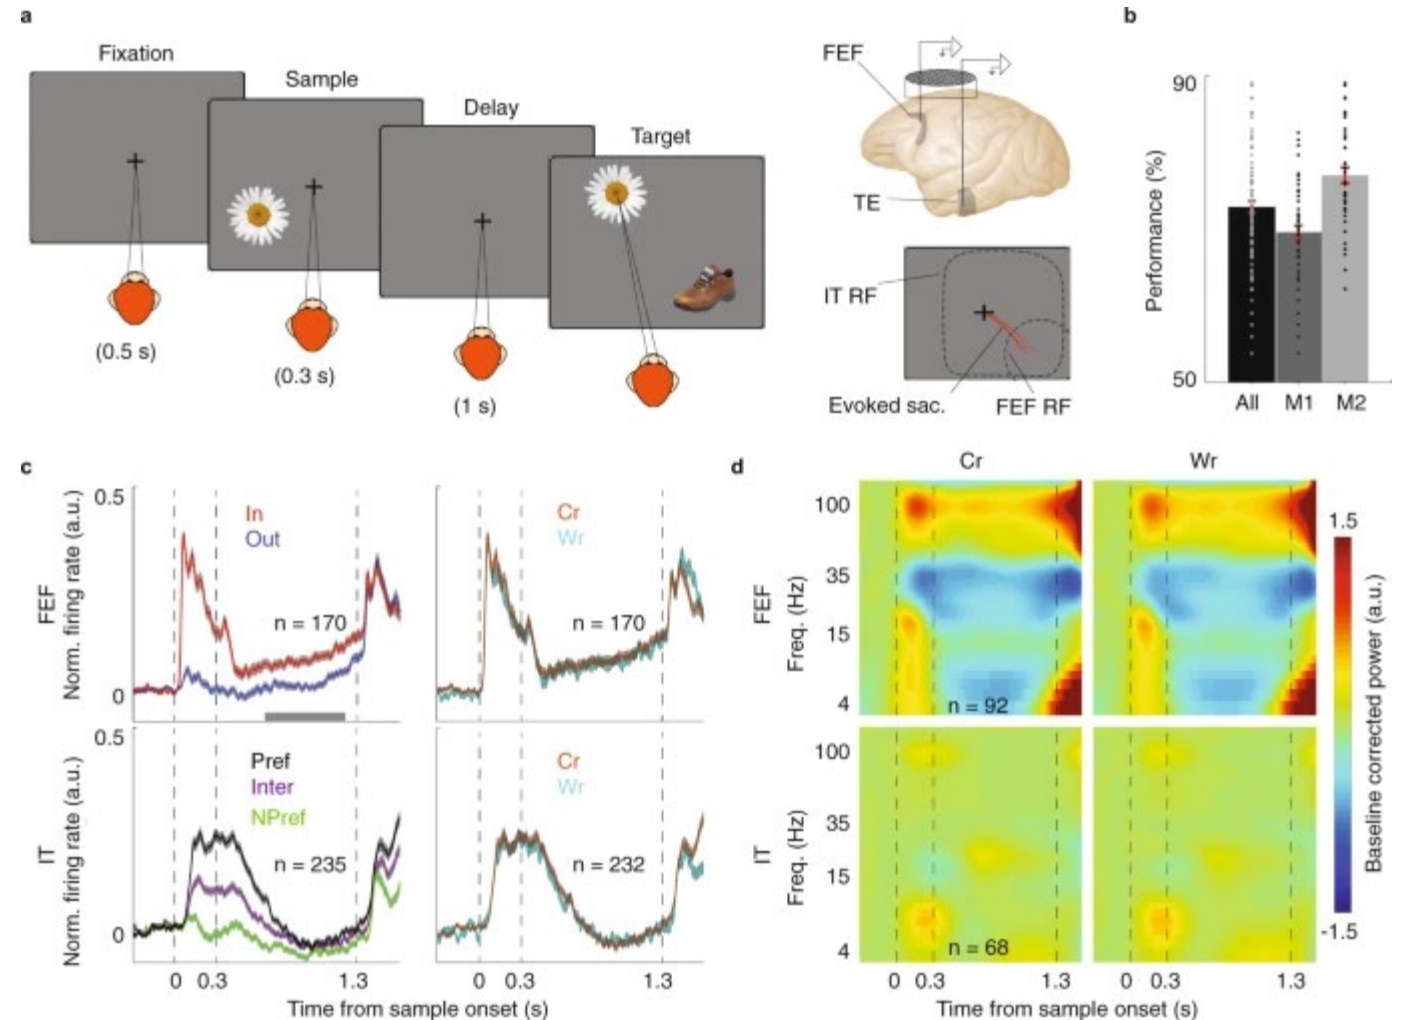 a
Fixation
Sample
Delay
Target
(0.5 s)
(0.3 s)
(1 s)
FEF
TE
IT RF
Evoked sac.
FEF RF
b
Performance (%)
90
50
All M1 M2
c
FEF
Norm. firing rate (a.u.)
0.5
0
In
Out
n = 170
Cr
Wr
n = 170
IT
Norm. firing rate (a.u.)
0.5
0
Pref
Inter
NPref
n = 235
Cr
Wr
n = 232
0 0.3 1.3
0 0.3 1.3
Time from sample onset (s)
d
Cr
Wr
FEF
Freq. (Hz)
100
35
15
4
n = 92
IT
Freq. (Hz)
100
35
15
4
n = 68
0 0.3 1.3
0 0.3 1.3
Time from sample onset (s)
1.5
-1.5
Baseline corrected power (a.u.)